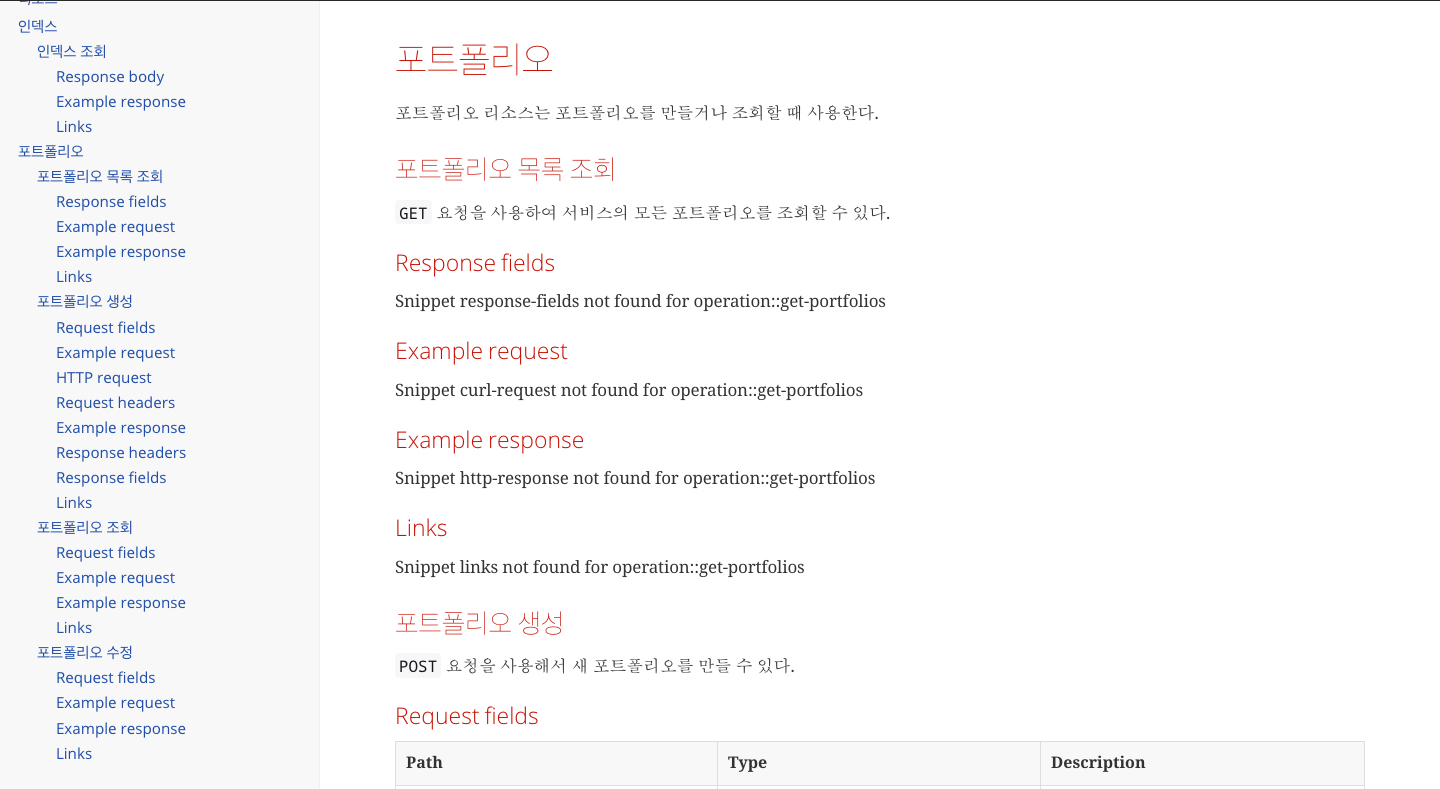 인덱스
인덱스 조회
Response body
Example response
Links
포트폴리오
포트폴리오 목록 조회
Response fields
Example request
Example response
Links
포트폴리오 생성
Request fields
Example request
HTTP request
Request headers
Example response
Response headers
Response fields
Links
포트폴리오 조회
Request fields
Example request
Example response
Links
포트폴리오 수정
Request fields
Example request
Example response
Links
포트폴리오
포트폴리오 리소스는 포트폴리오를 만들거나 조회할 때 사용한다.
포트폴리오 목록 조회
GET 요청을 사용하여 서비스의 모든 포트폴리오를 조회할 수 있다.
Response fields
Snippet response-fields not found for operation::get-portfolios
Example request
Snippet curl-request not found for operation::get-portfolios
Example response
Snippet http-response not found for operation::get-portfolios
Links
Snippet links not found for operation::get-portfolios
포트폴리오 생성
POST 요청을 사용해서 새 포트폴리오를 만들 수 있다.
Request fields
Path Type Description